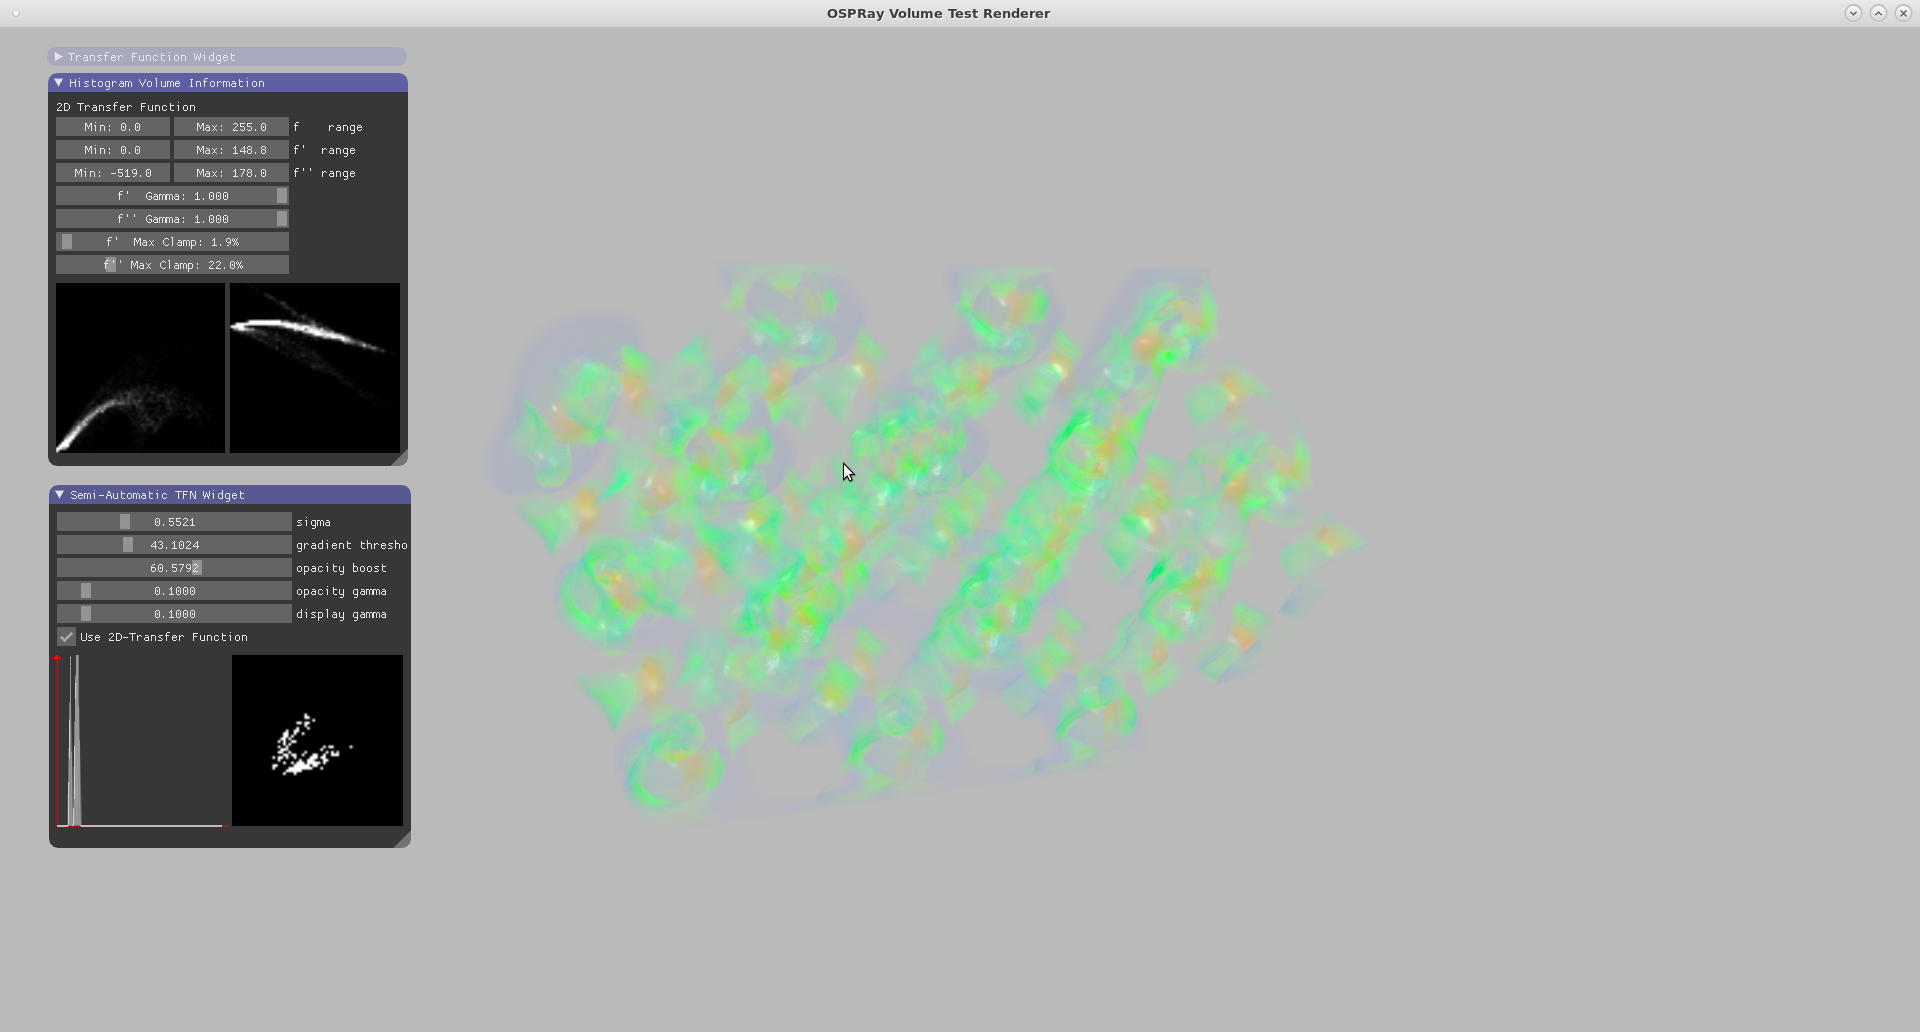 OSPRay Volume Test Renderer
Transfer Function Widget
Histogram Volume Information
2D Transfer Function
Min: 0.0 Max: 255.0 f range
Min: 0.0 Max: 148.8 f' range
Min: -519.0 Max: 178.0 f'' range
f' Gamma: 1.000
f'' Gamma: 1.000
f' Max Clamp: 1.9%
f'' Max Clamp: 22.0%
Semi-Automatic TFN Widget
0.5521 sigma
43.1024 gradient thresho
60.5792 opacity boost
0.1000 opacity gamma
0.1000 display gamma
Use 2D-Transfer Function